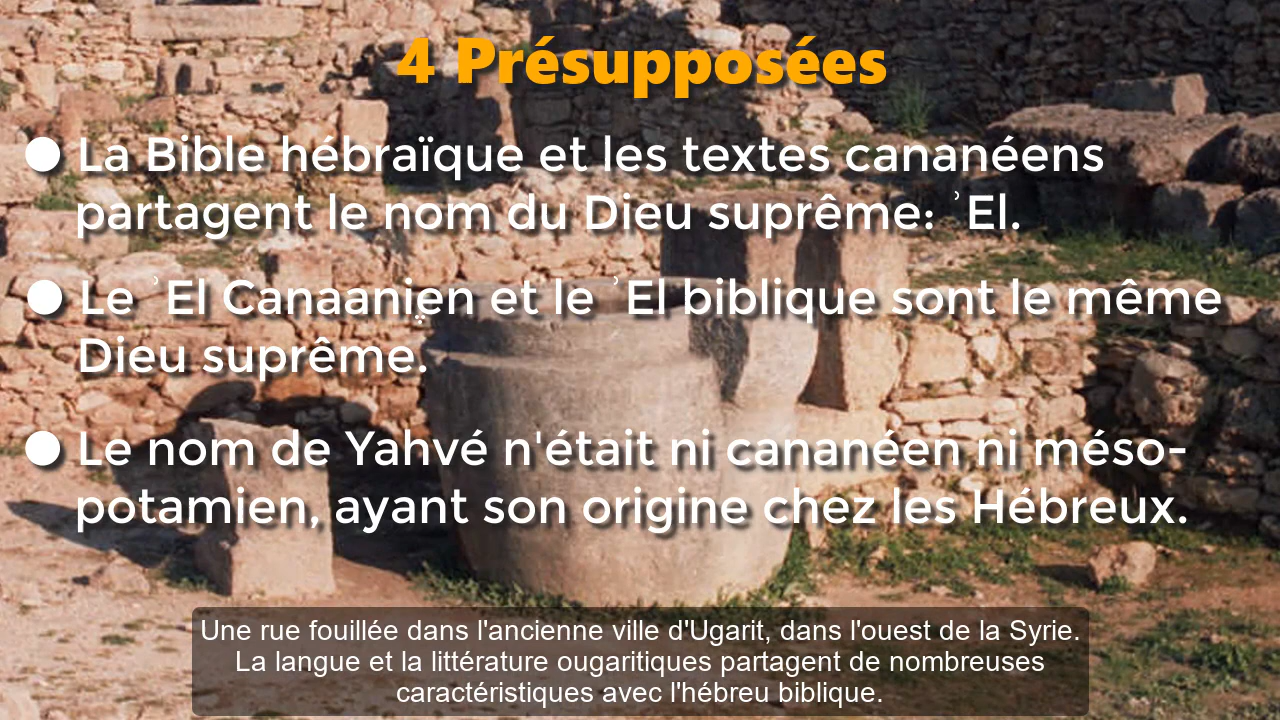 4 Présupposées
● La Bible hébraïque et les textes cananéens
partagent le nom du Dieu suprême: ʾEl.
● Le ʾEl Canaanien et le ʾEl biblique sont le même
Dieu suprême.
● Le nom de Yahvé n'était ni cananéen ni méso-
potamien, ayant son origine chez les Hébreux.
Une rue fouillée dans l'ancienne ville d'Ugarit, dans l'ouest de la Syrie.
La langue et la littérature ougaritiques partagent de nombreuses
caractéristiques avec l'hébreu biblique.